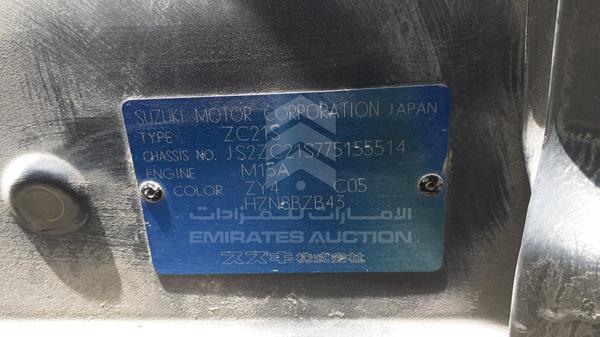 SUZUKI MOTOR CORPORATION JAPAN
TYPE ZC21S
CHASSIS NO. JS2ZC21S775155514
ENGINE M15A
COLOR ZY4 C05
HZN8BZB43
الامارات للمزادات
EMIRATES AUCTION
スズキ株式会社